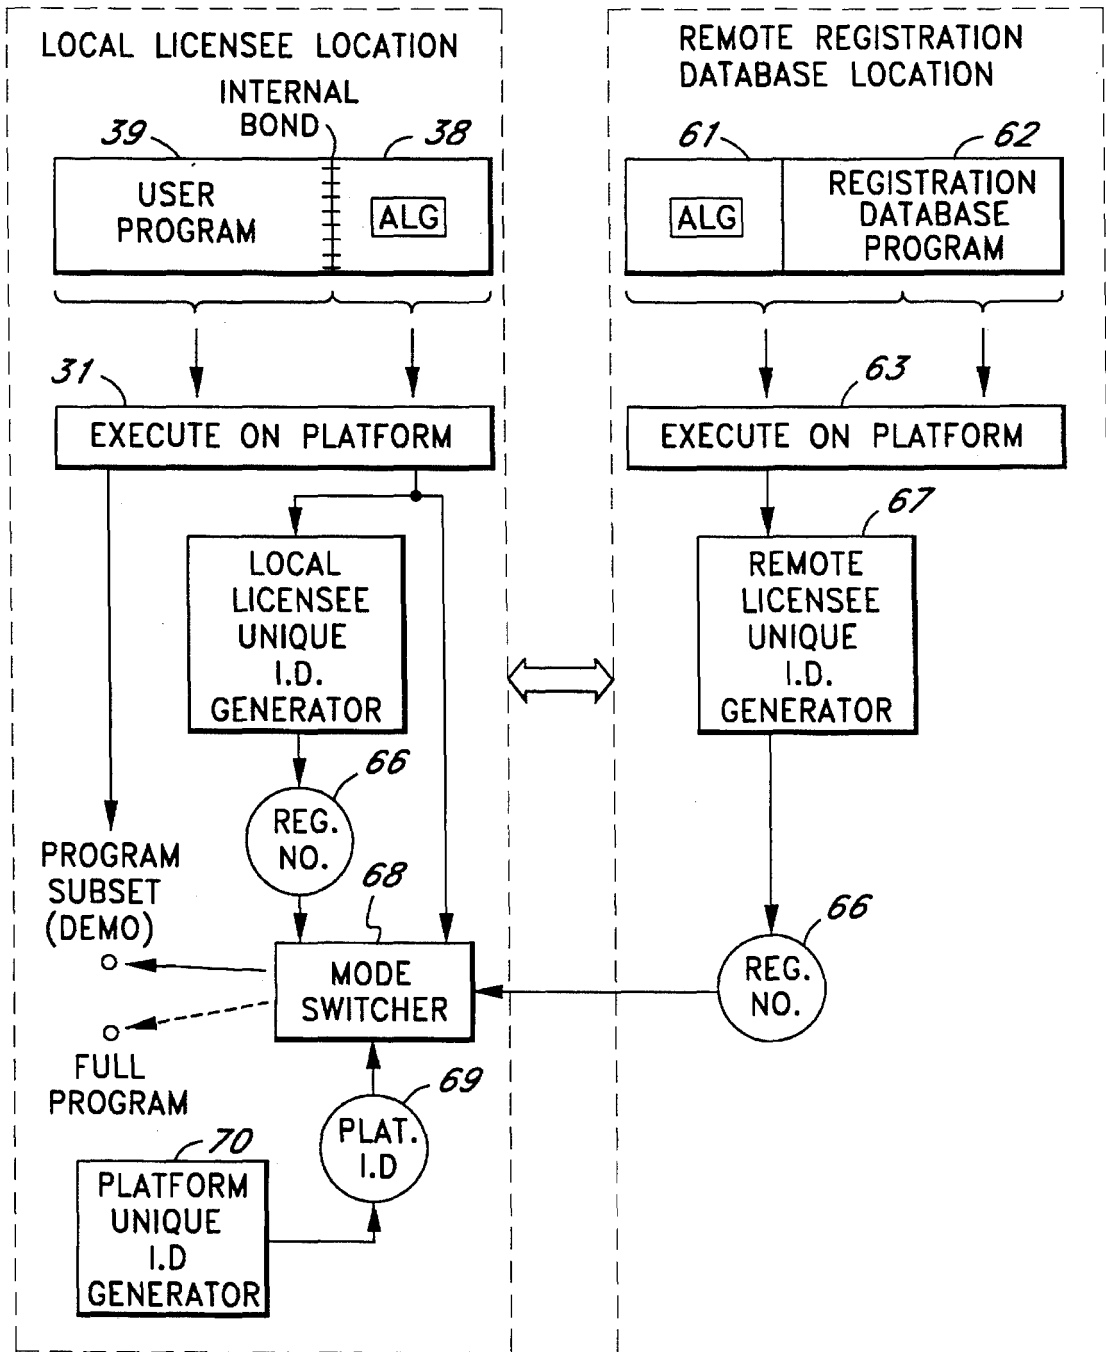 LOCAL LICENSEE LOCATION
INTERNAL
BOND
39
38
USER
PROGRAM
ALG
31
EXECUTE ON PLATFORM
LOCAL
LICENSEE
UNIQUE
I.D.
GENERATOR
66
REG.
NO.
PROGRAM
SUBSET
(DEMO)
68
MODE
SWITCHER
FULL
PROGRAM
69
PLAT.
I.D
70
PLATFORM
UNIQUE
I.D
GENERATOR
REMOTE REGISTRATION
DATABASE LOCATION
61
62
ALG
REGISTRATION
DATABASE
PROGRAM
63
EXECUTE ON PLATFORM
67
REMOTE
LICENSEE
UNIQUE
I.D.
GENERATOR
66
REG.
NO.